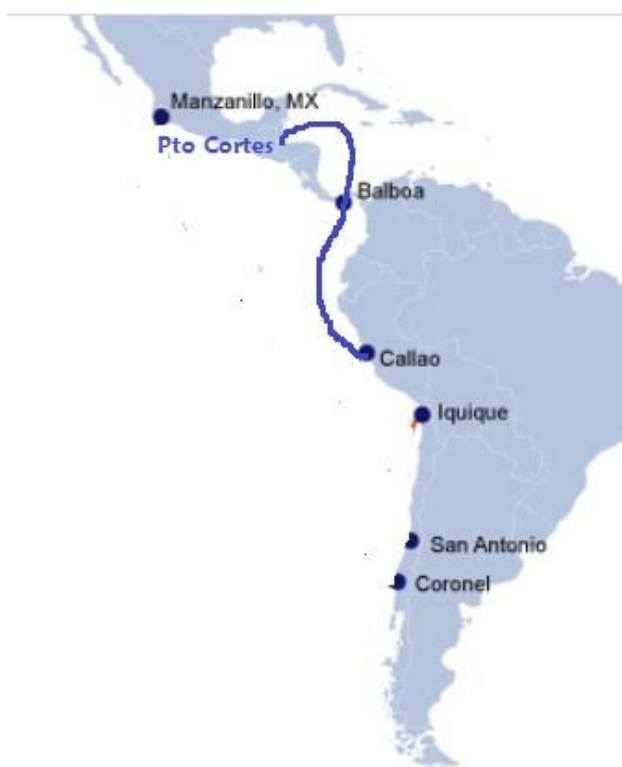 Manzanillo, MX
Pto Cortes
Balboa
Callao
Iquique
San Antonio
Coronel